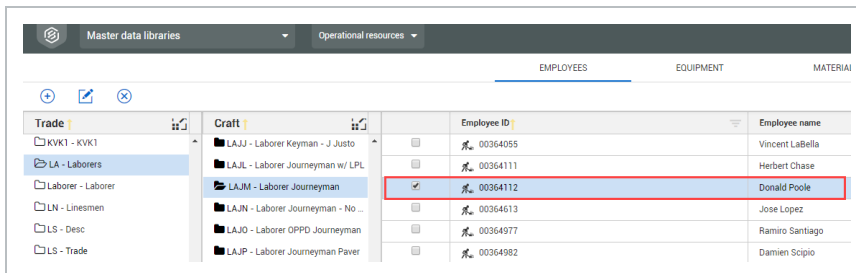 Master data libraries Operational resources
EMPLOYEES EQUIPMENT MATERIAL
Trade Craft Employee ID Employee name
KVK1 - KVK1 LAJJ - Laborer Keyman - J Justo 00364055 Vincent LaBella
LA - Laborers LAJL - Laborer Journeyman w/ LPL 00364111 Herbert Chase
Laborer - Laborer LAJM - Laborer Journeyman 00364112 Donald Poole
LN - Linesmen LAJN - Laborer Journeyman - No ... 00364613 Jose Lopez
LS - Desc LAJO - Laborer OPPD Journeyman 00364977 Ramiro Santiago
LS - Trade LAJP - Laborer Journeyman Paver 00364982 Damien Scipio